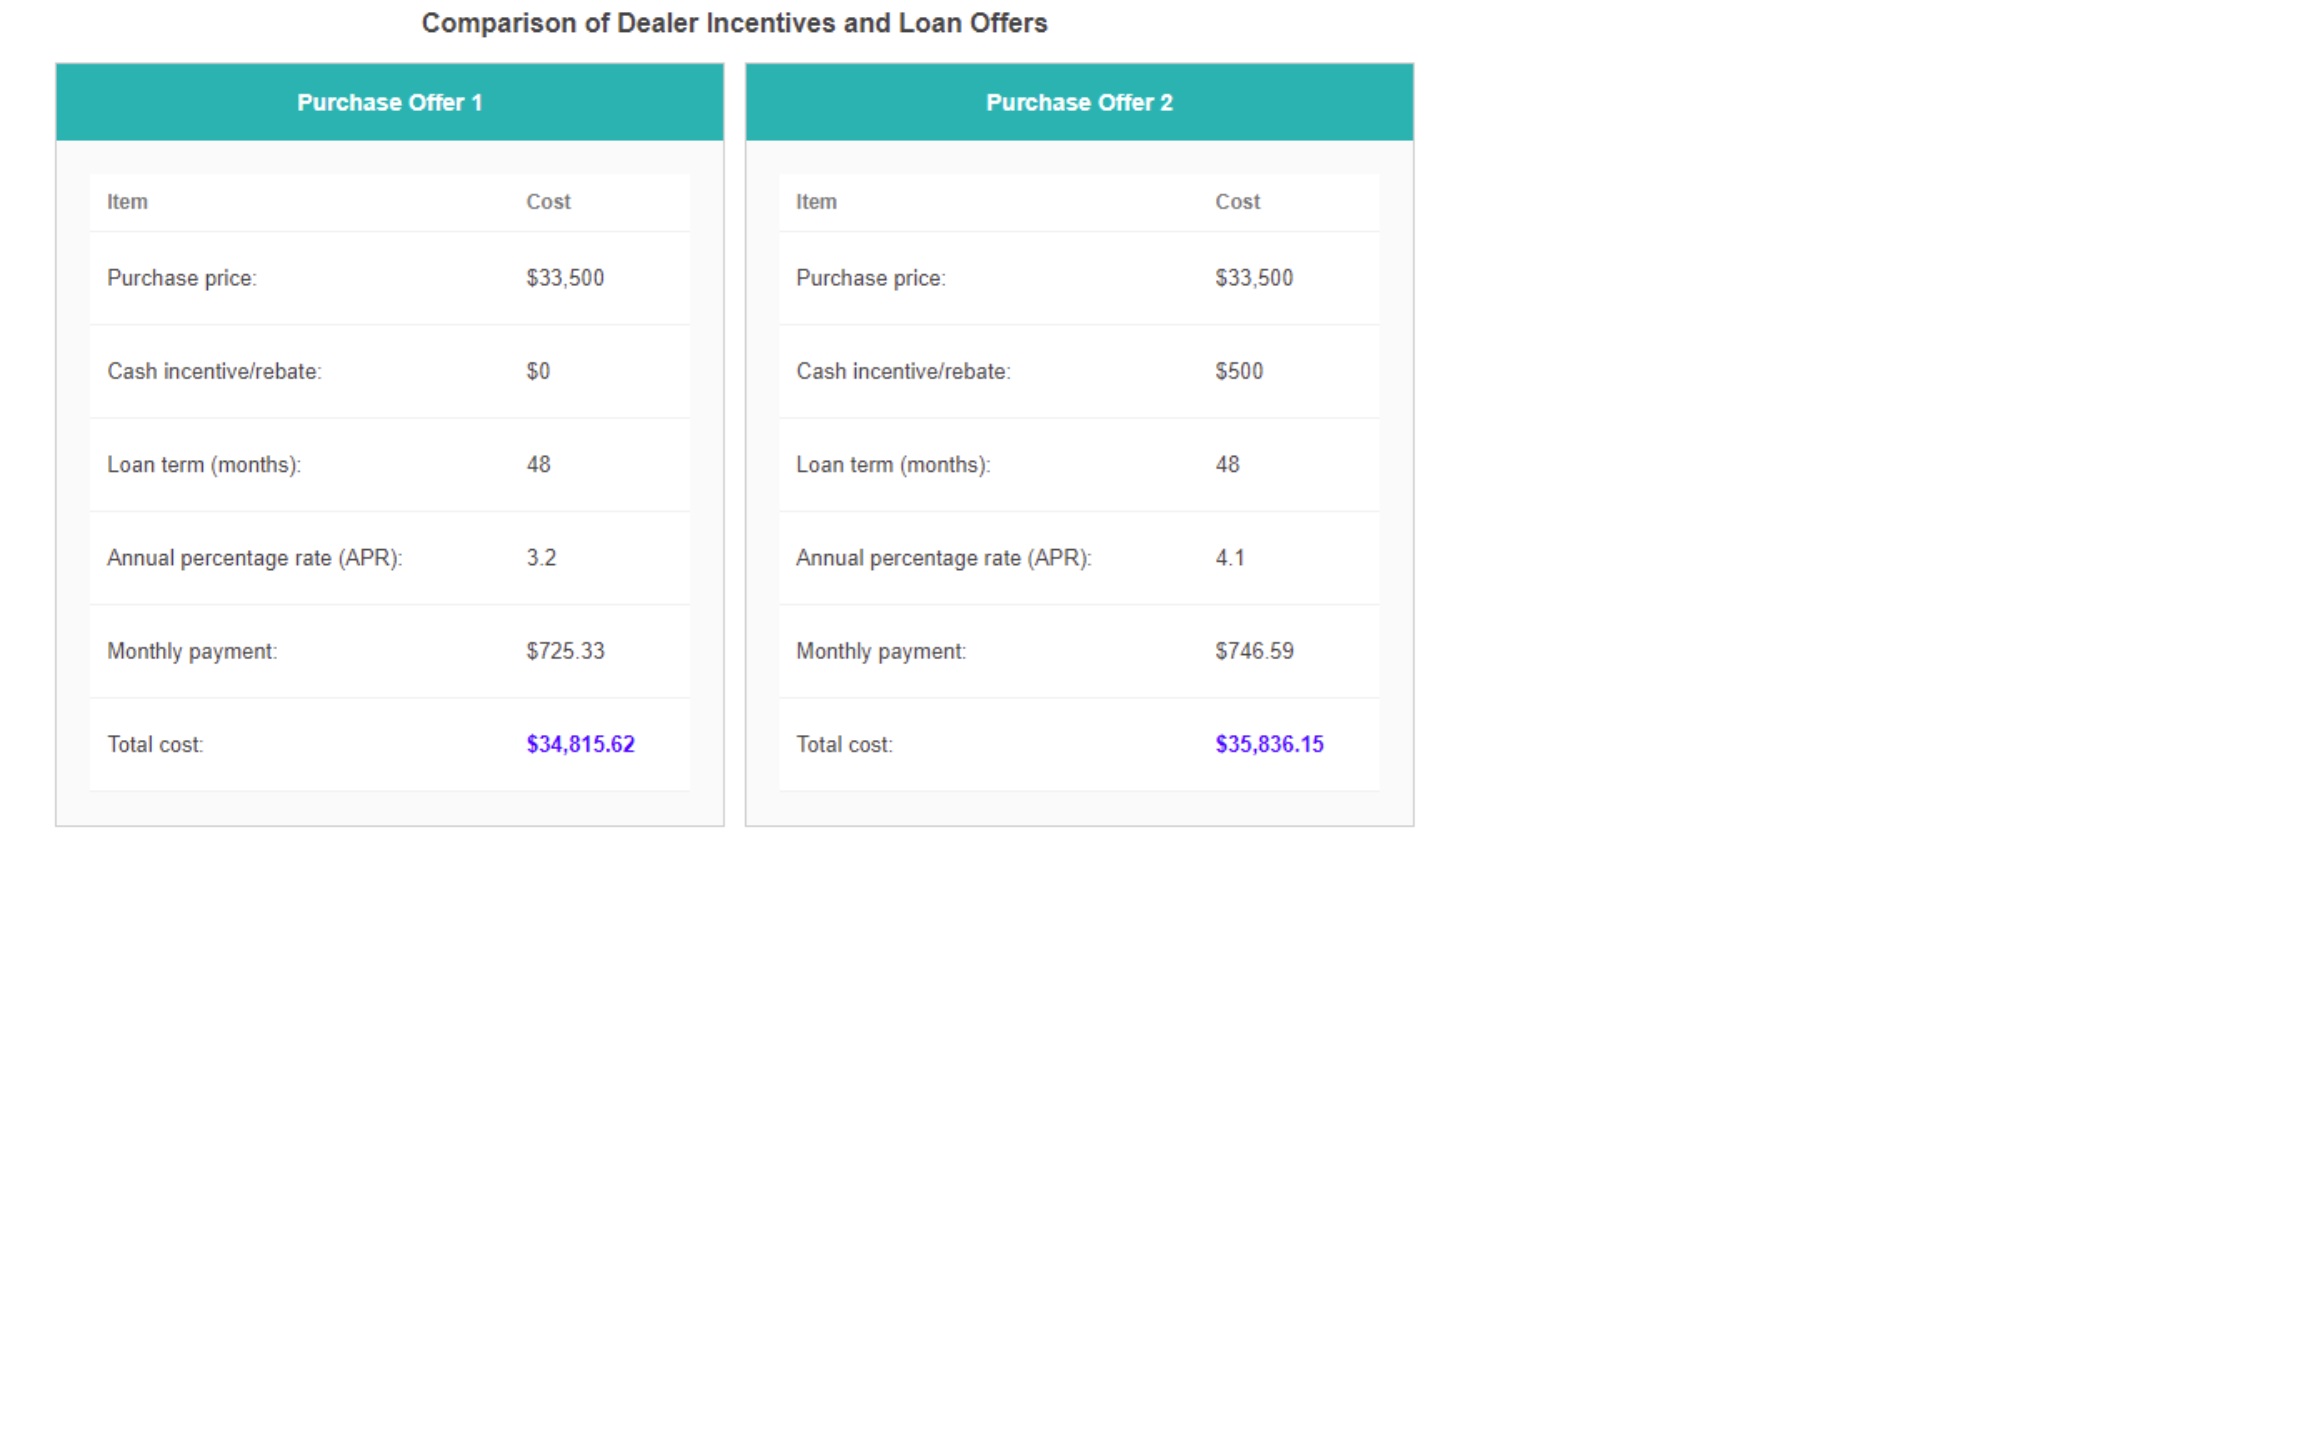 Comparison of Dealer Incentives and Loan Offers
Purchase Offer 1
Item Cost
Purchase price: $33,500
Cash incentive/rebate: $0
Loan term (months): 48
Annual percentage rate (APR): 3.2
Monthly payment: $725.33
Total cost: $34,815.62
Purchase Offer 2
Item Cost
Purchase price: $33,500
Cash incentive/rebate: $500
Loan term (months): 48
Annual percentage rate (APR): 4.1
Monthly payment: $746.59
Total cost: $35,836.15